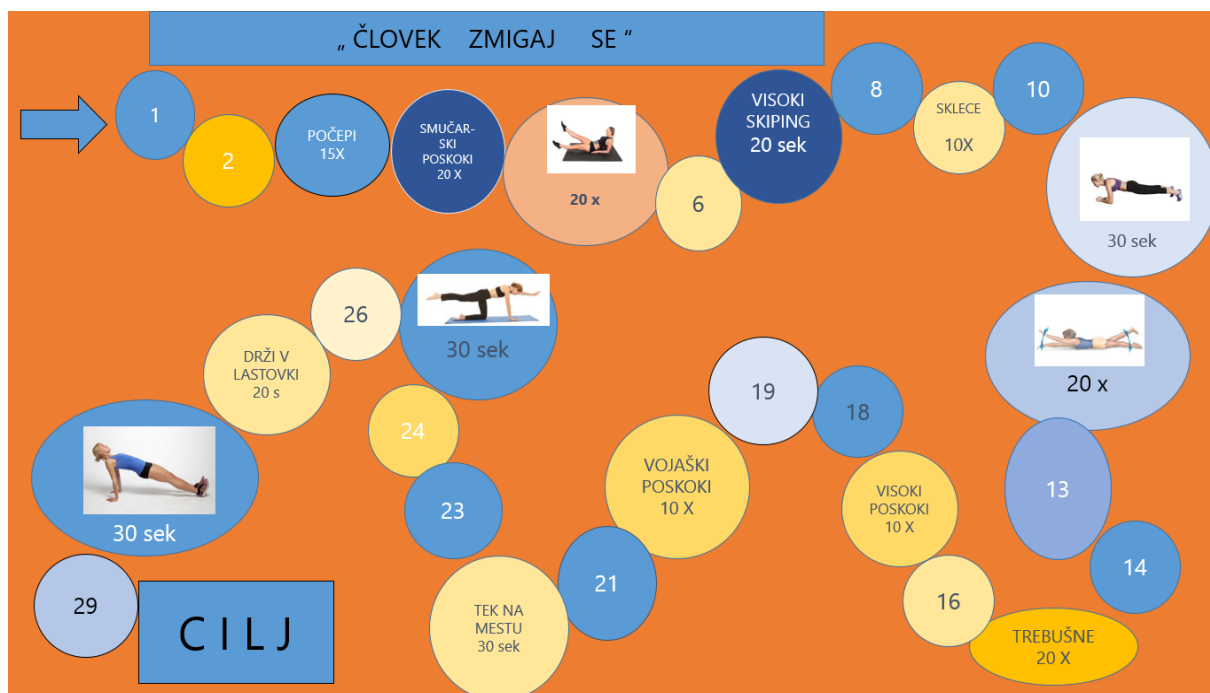 „ ČLOVEK ZMIGAJ SE “
1
2
POČEPI
15X
SMUČAR-
SKI
POSKOKI
20 X
20 x
6
VISOKI
SKIPING
20 sek
8
SKLECE
10X
10
30 sek
20 x
13
14
TREBUŠNE
20 X
16
VISOKI
POSKOKI
10 X
18
19
VOJAŠKI
POSKOKI
10 X
21
TEK NA
MESTU
30 sek
23
24
30 sek
26
DRŽI V
LASTOVKI
20 s
30 sek
29
C I L J